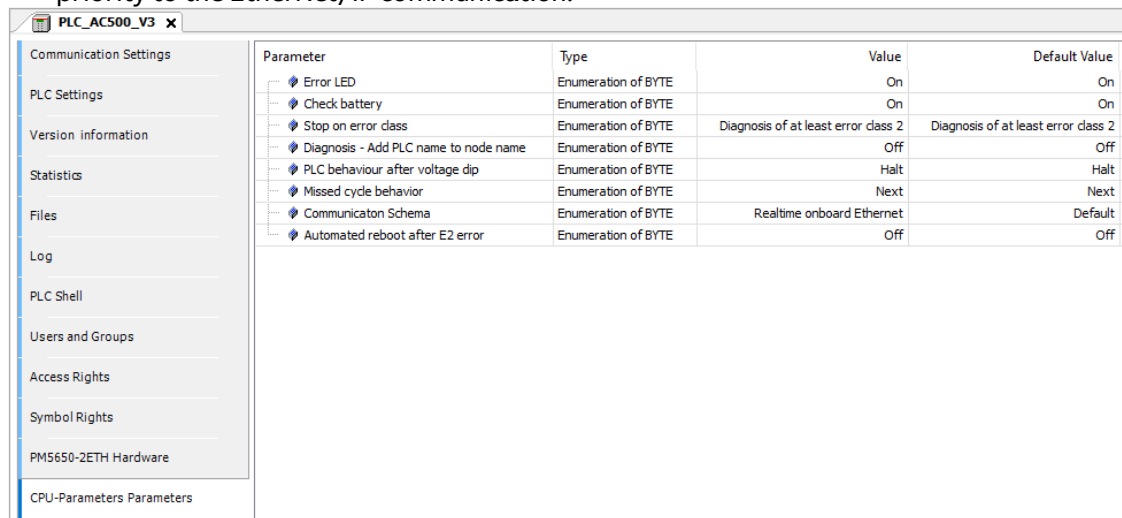 priority to the EtherNet/IP communication.
PLC_AC500_V3 X
Communication Settings
PLC Settings
Version information
Statistics
Files
Log
PLC Shell
Users and Groups
Access Rights
Symbol Rights
PM5650-2ETH Hardware
CPU-Parameters Parameters
Parameter Type Value Default Value
Error LED Enumeration of BYTE On On
Check battery Enumeration of BYTE On On
Stop on error class Enumeration of BYTE Diagnosis of at least error class 2 Diagnosis of at least error class 2
Diagnosis - Add PLC name to node name Enumeration of BYTE Off Off
PLC behaviour after voltage dip Enumeration of BYTE Halt Halt
Missed cycle behavior Enumeration of BYTE Next Next
Communicaton Schema Enumeration of BYTE Realtime onboard Ethernet Default
Automated reboot after E2 error Enumeration of BYTE Off Off